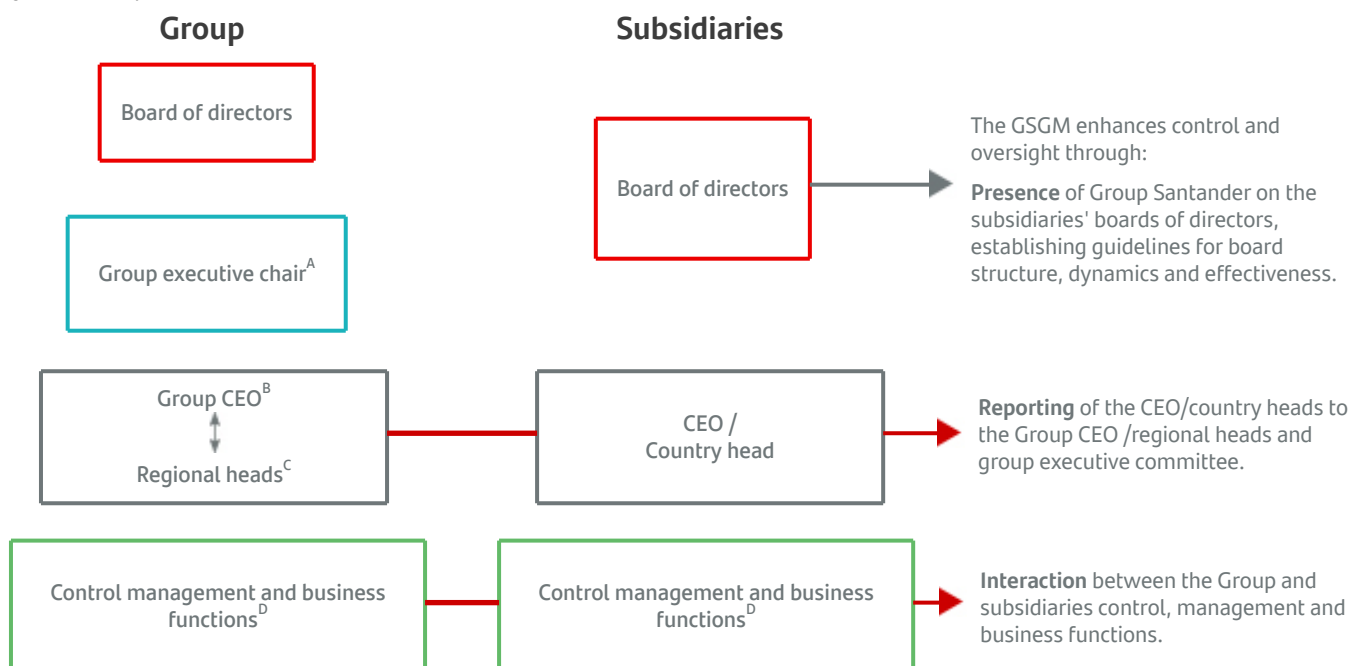 Group
Subsidiaries
Board of directors
Board of directors
The GSGM enhances control and
oversight through:
Presence of Group Santander on the
subsidiaries' boards of directors,
establishing guidelines for board
structure, dynamics and effectiveness.
Group executive chairA
Group CEOB
Regional headsC
CEO /
Country head
Reporting of the CEO/country heads to
the Group CEO /regional heads and
group executive committee.
Control management and business
functionsD
Control management and business
functionsD
Interaction between the Group and
subsidiaries control, management and
business functions.